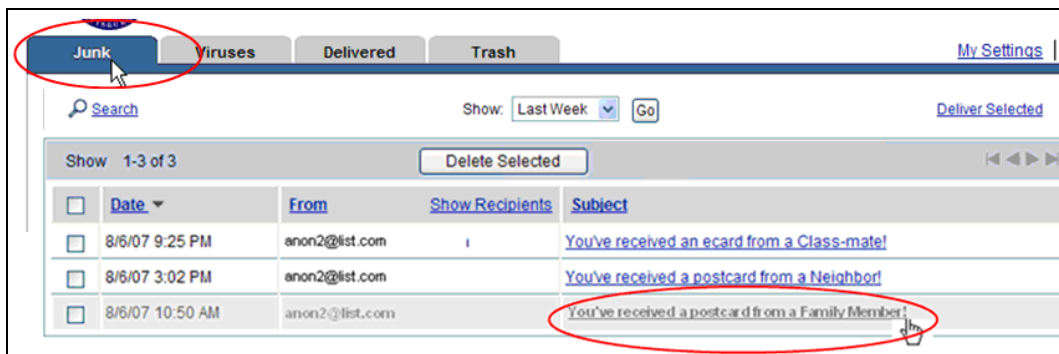 Junk Viruses Delivered Trash My Settings |
Search Show: Last Week Go Deliver Selected
Show 1-3 of 3 Delete Selected
Date From Show Recipients Subject
8/6/07 9:25 PM anon2@list.com You've received an ecard from a Class-mate!
8/6/07 3:02 PM anon2@list.com You've received a postcard from a Neighbor!
8/6/07 10:50 AM anon2@list.com You've received a postcard from a Family Member!